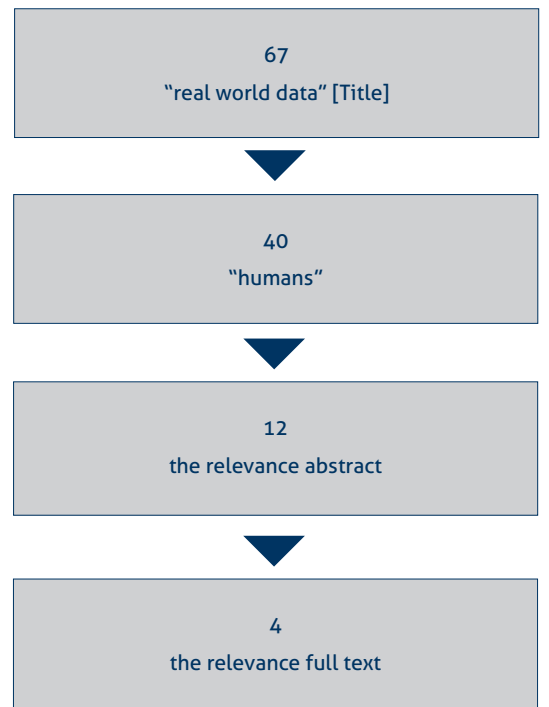 67
“real world data” [Title]
40
“humans”
12
the relevance abstract
4
the relevance full text